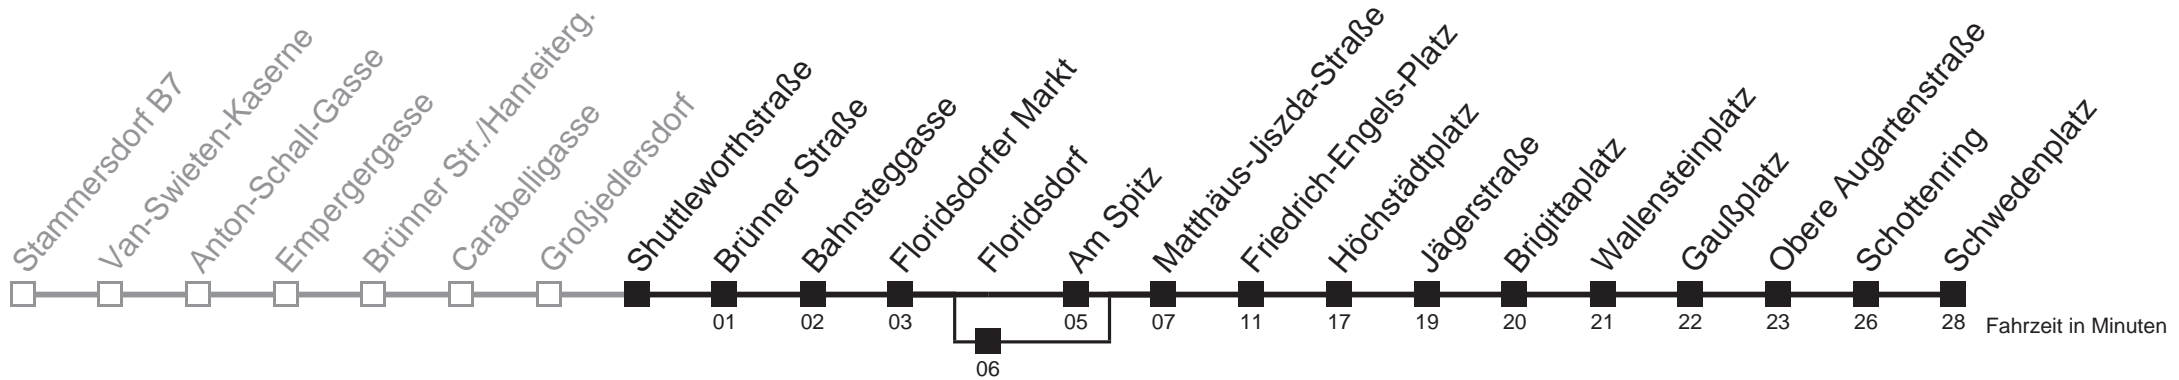 Stammersdorf B7
Van-Swieten-Kaserne
Anton-Schall-Gasse
Empergergasse
Brünner Str./Hanreiterg.
Carabelligasse
Großjedlersdorf
Shuttleworthstraße
Brünner Straße
Bahnsteggasse
Floridsdorfer Markt
Floridsdorf
Am Spitz
Matthäus-Jiszda-Straße
Friedrich-Engels-Platz
Höchstädtplatz
Jägerstraße
Brigittaplatz
Wallensteinplatz
Gaußplatz
Obere Augartenstraße
Schottenring
Schwedenplatz
01 02 03 05 07 11 17 19 20 21 22 23 26 28 Fahrzeit in Minuten
06